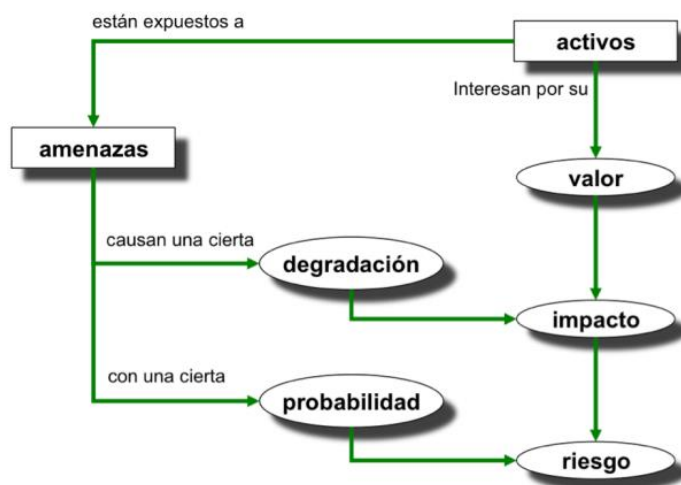 están expuestos a
activos
Interesan por su
amenazas
valor
causan una cierta
degradación
impacto
con una cierta
probabilidad
riesgo